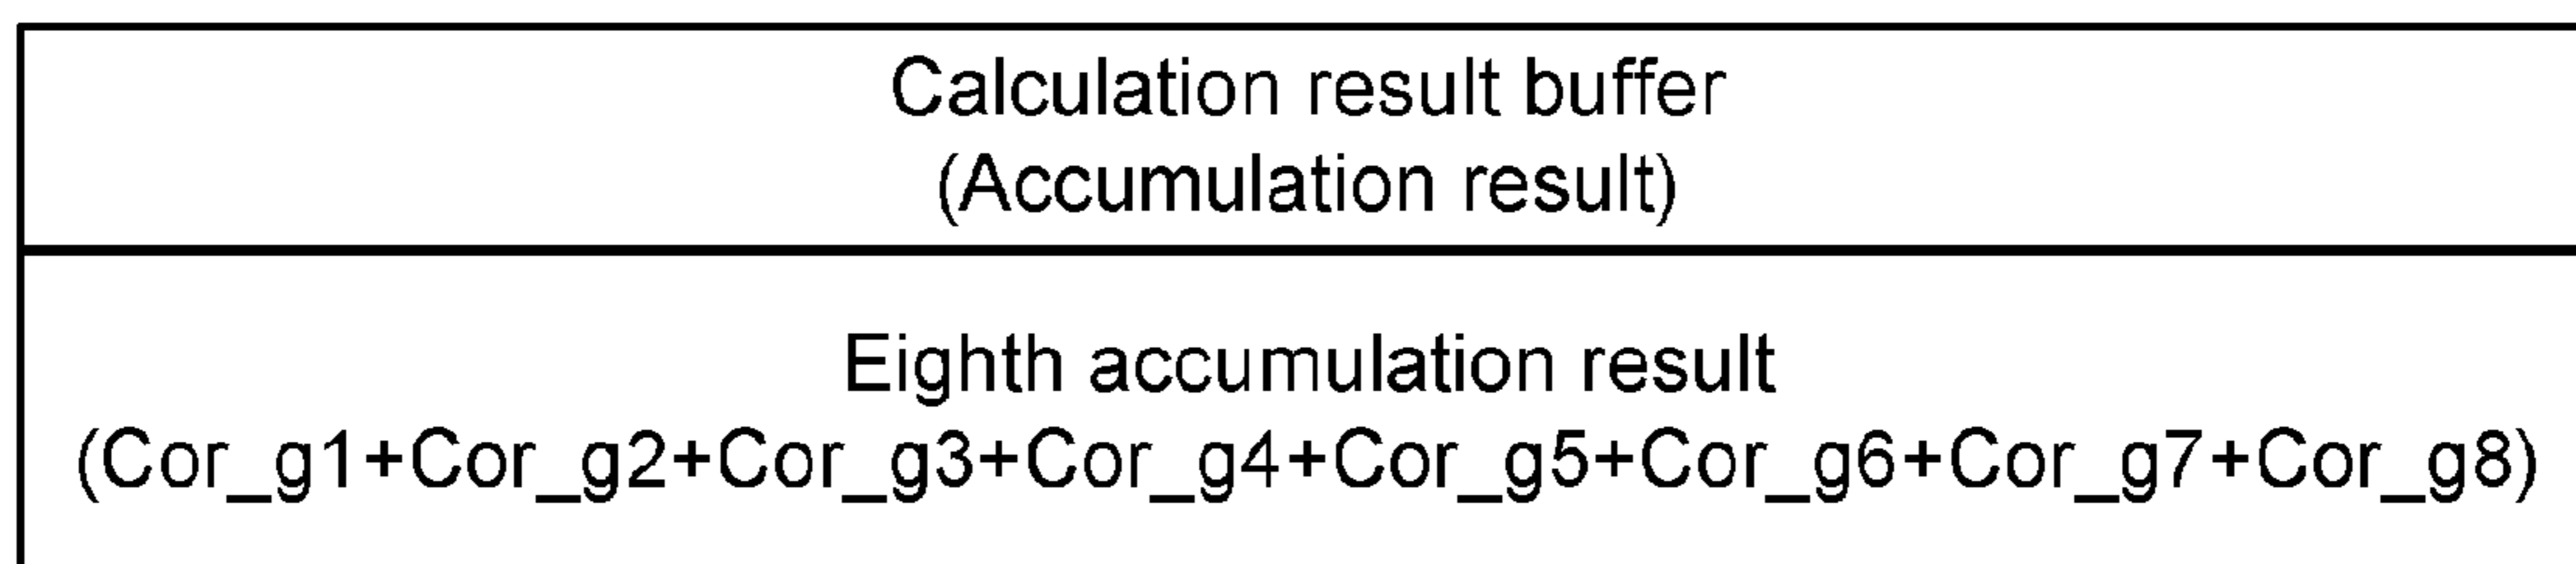 Calculation result buffer
(Accumulation result)
Eighth accumulation result
(Cor_g1+Cor_g2+Cor_g3+Cor_g4+Cor_g5+Cor_g6+Cor_g7+Cor_g8)